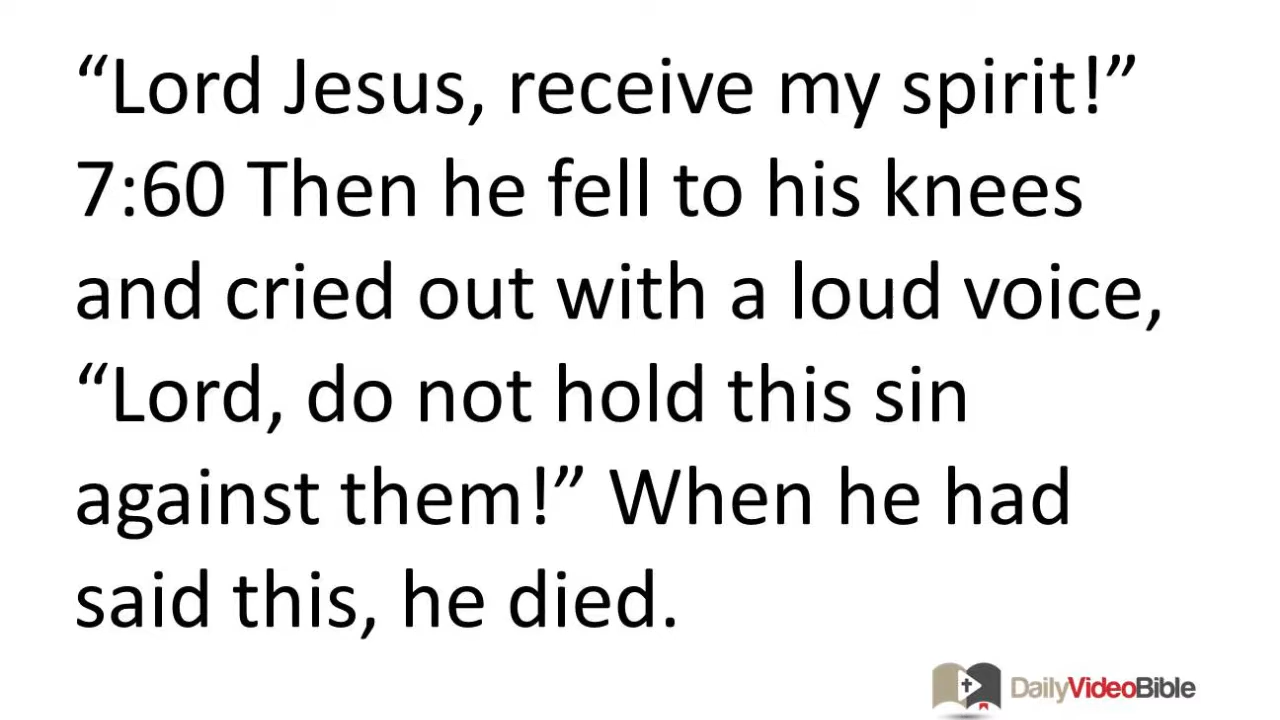 “Lord Jesus, receive my spirit!”
7:60 Then he fell to his knees
and cried out with a loud voice,
“Lord, do not hold this sin
against them!” When he had
said this, he died.
DailyVideoBible